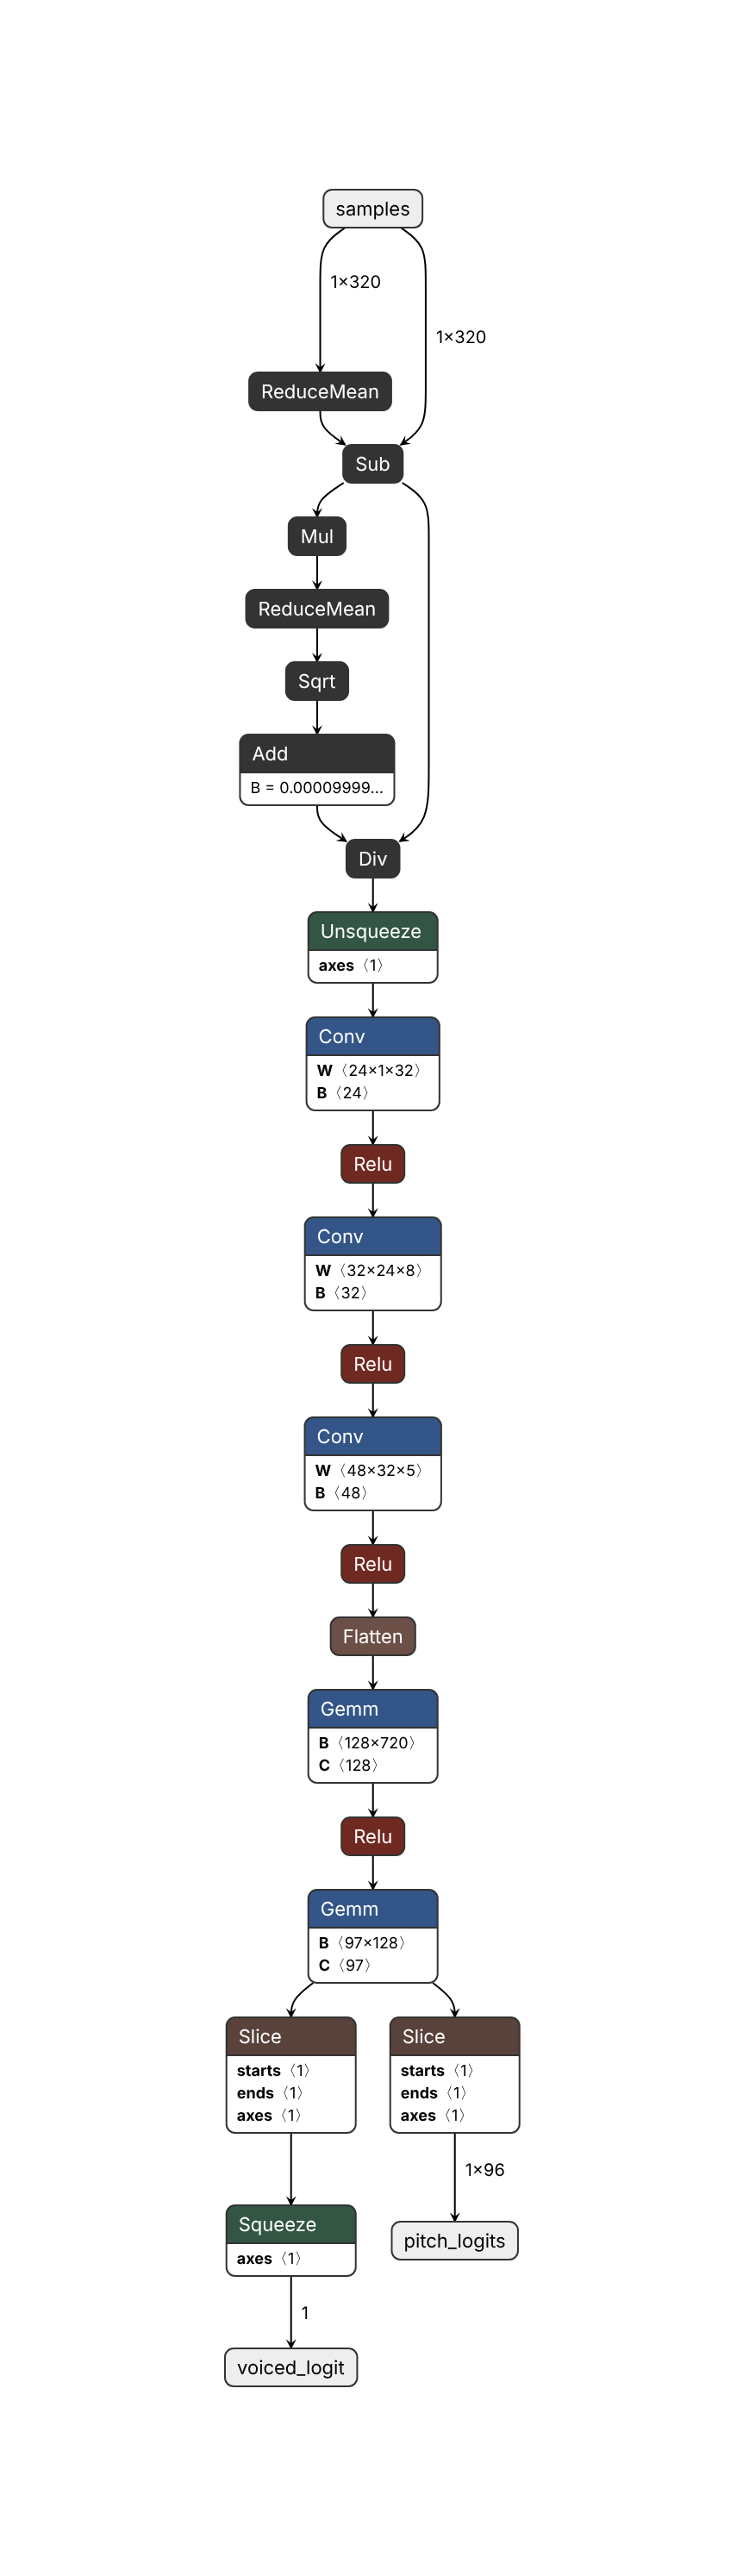 samples
1×320
1×320
ReduceMean
Sub
Mul
ReduceMean
Sqrt
Add
B = 0.00009999…
Div
Unsqueeze
axes〈1〉
Conv
W〈24×1×32〉
B〈24〉
Relu
Conv
W〈32×24×8〉
B〈32〉
Relu
Conv
W〈48×32×5〉
B〈48〉
Relu
Flatten
Gemm
B〈128×720〉
C〈128〉
Relu
Gemm
B〈97×128〉
C〈97〉
Slice
starts〈1〉
ends〈1〉
axes〈1〉
Slice
starts〈1〉
ends〈1〉
axes〈1〉
1×96
Squeeze
axes〈1〉
pitch_logits
1
voiced_logit